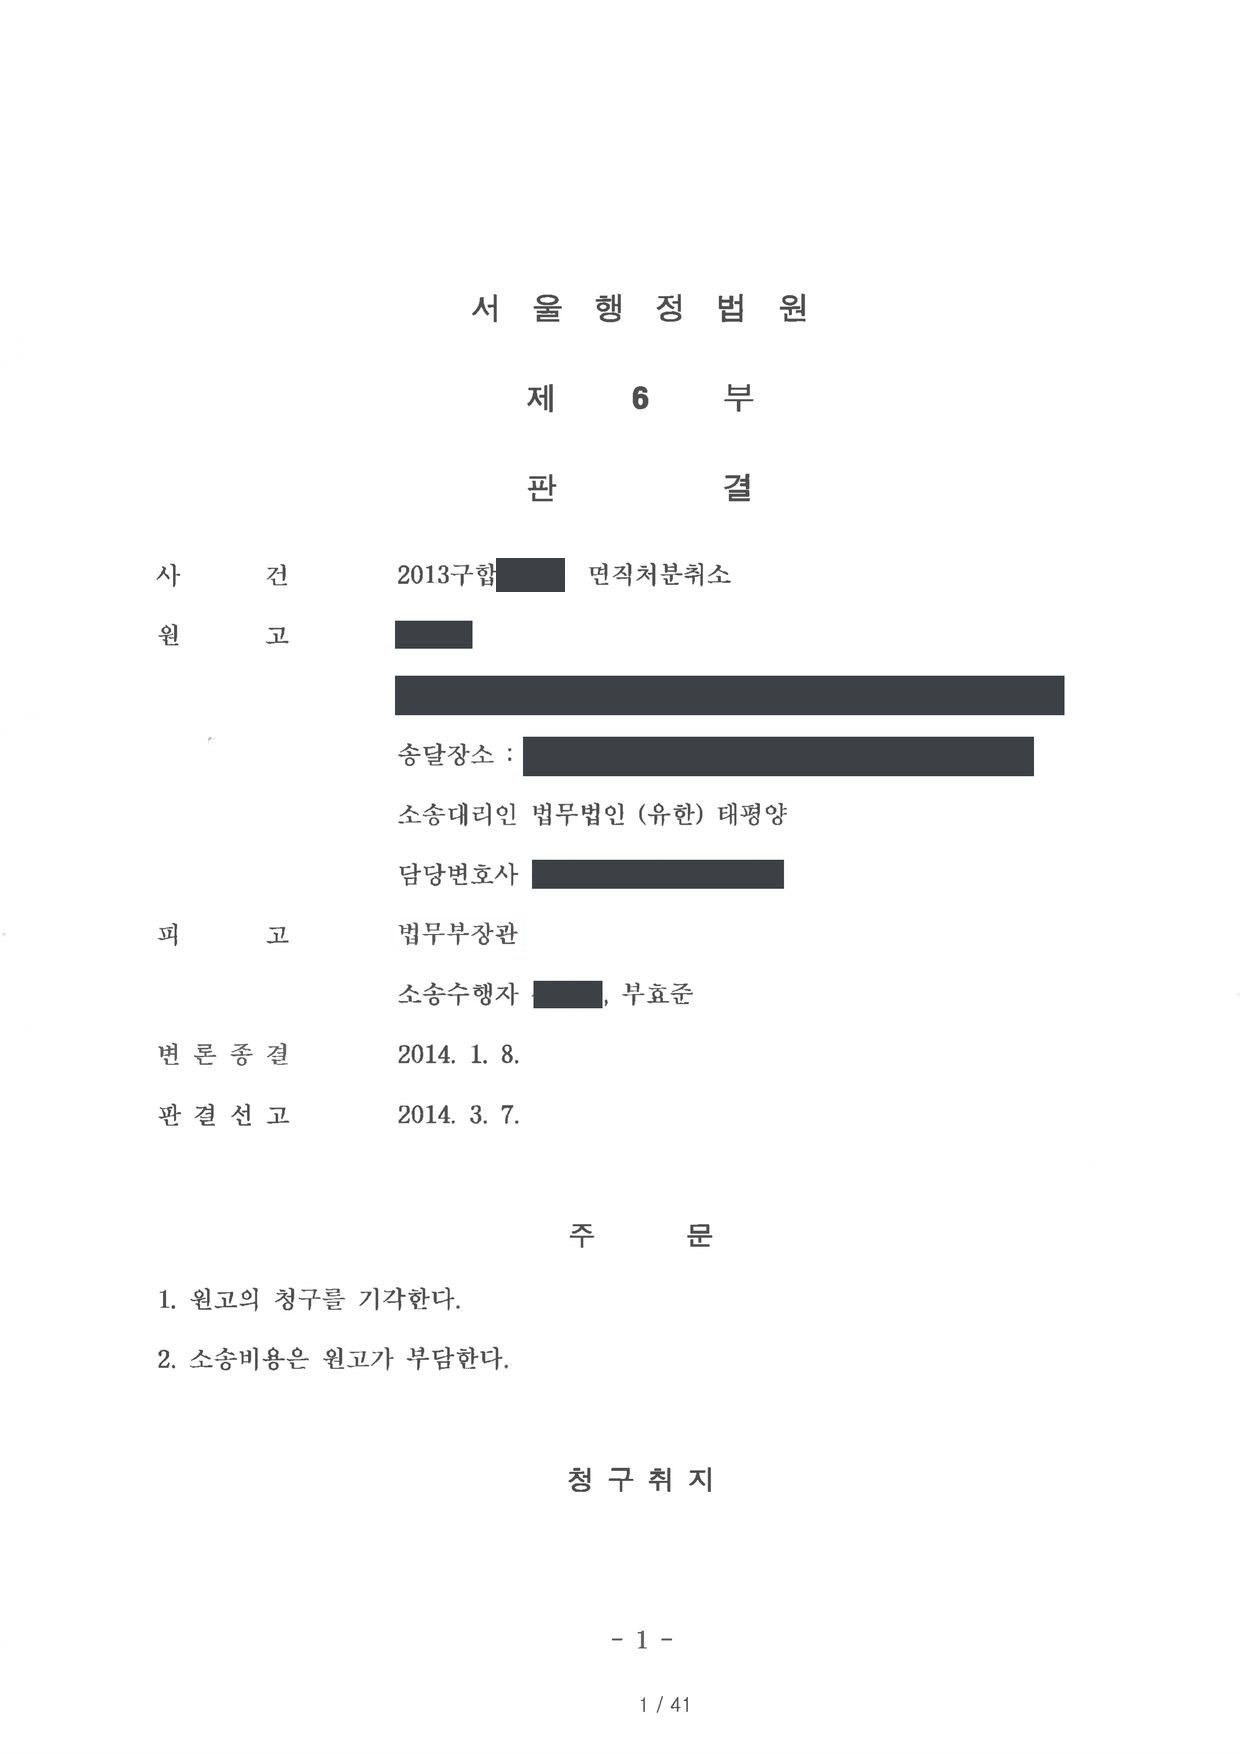 서 울 행 정 법 원
제 6 부
판 결
사 건 2013구합 면직처분취소
원 고
송달장소 :
소송대리인 법무법인 (유한) 태평양
담당변호사
피 고 법무부장관
소송수행자 , 부효준
변 론 종 결 2014. 1. 8.
판 결 선 고 2014. 3. 7.
주 문
1. 원고의 청구를 기각한다.
2. 소송비용은 원고가 부담한다.
청 구 취 지
- 1 -
1 / 41